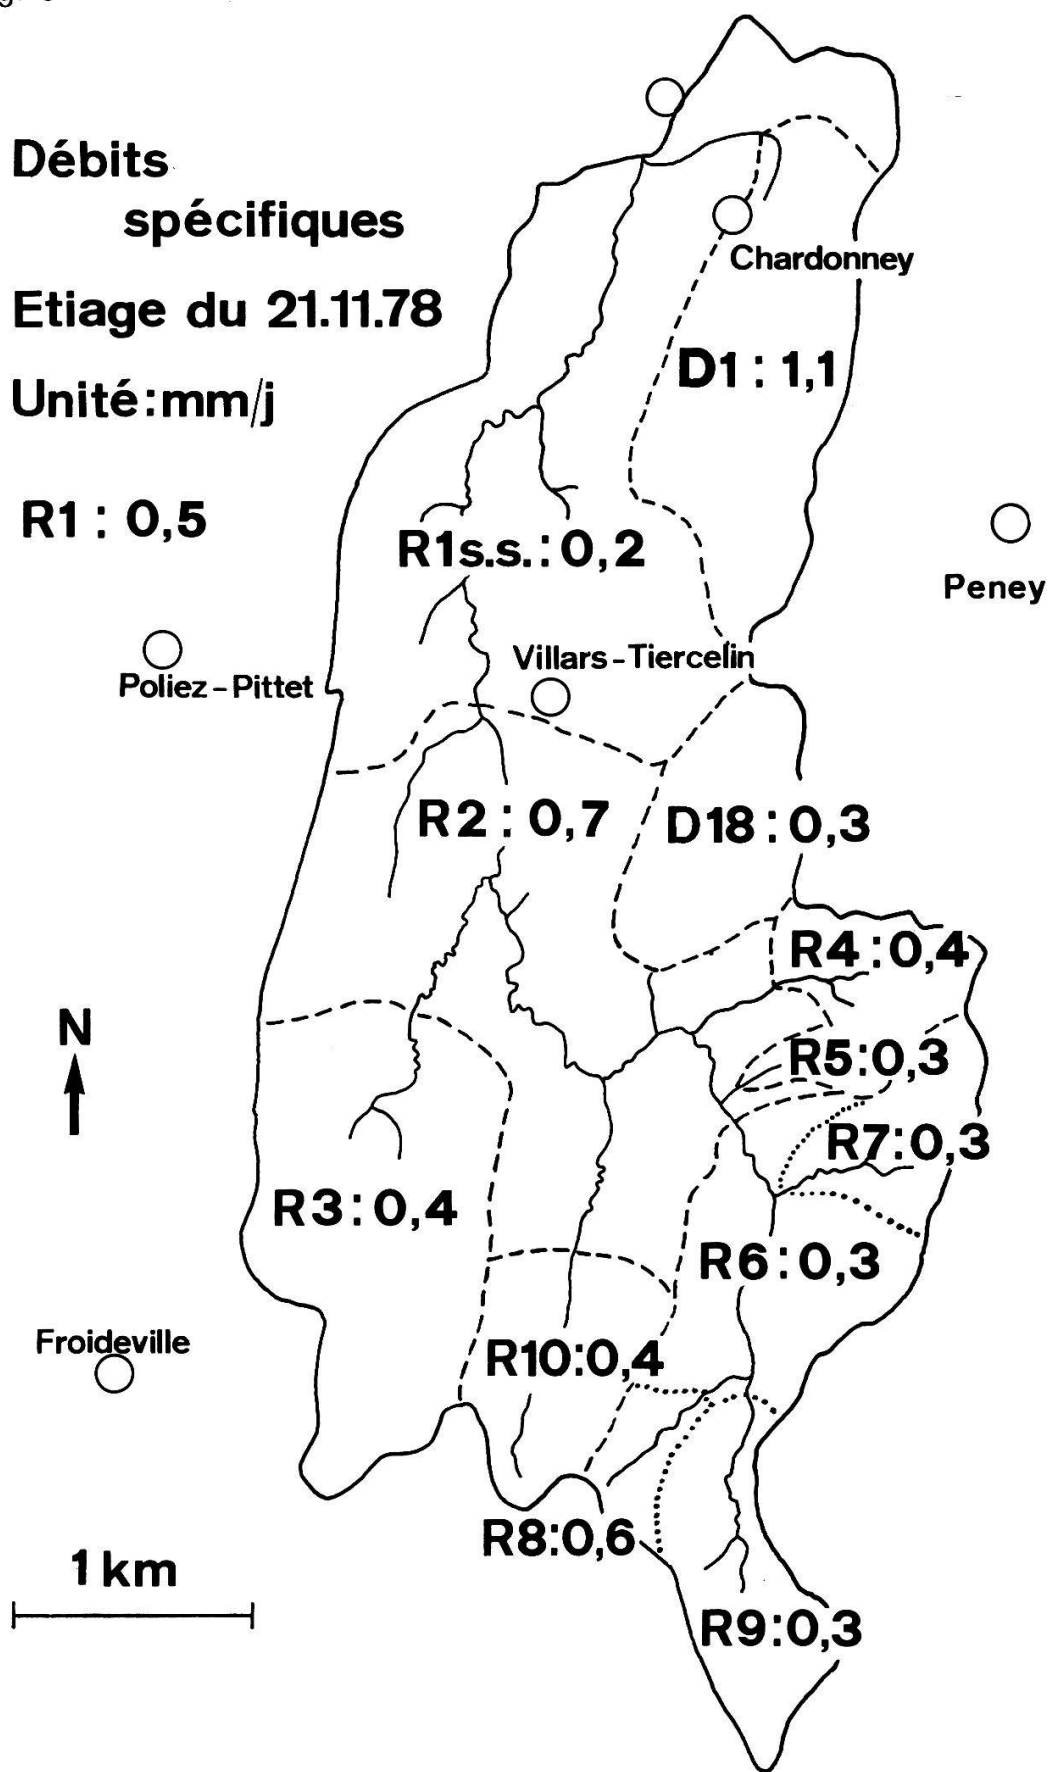 Débits
spécifiques
Etiage du 21.11.78
Unité:mm/j
R1 : 0,5
Chardonney
D1 : 1,1
R1s.s.: 0,2
Peney
Poliez-Pittet
Villars-Tiercelin
R2 : 0,7
D18:0,3
R4:0,4
N
R5:0,3
R7:0,3
R3:0,4
R6:0,3
Froideville
R10:0,4
R8:0,6
1 km
R9:0,3